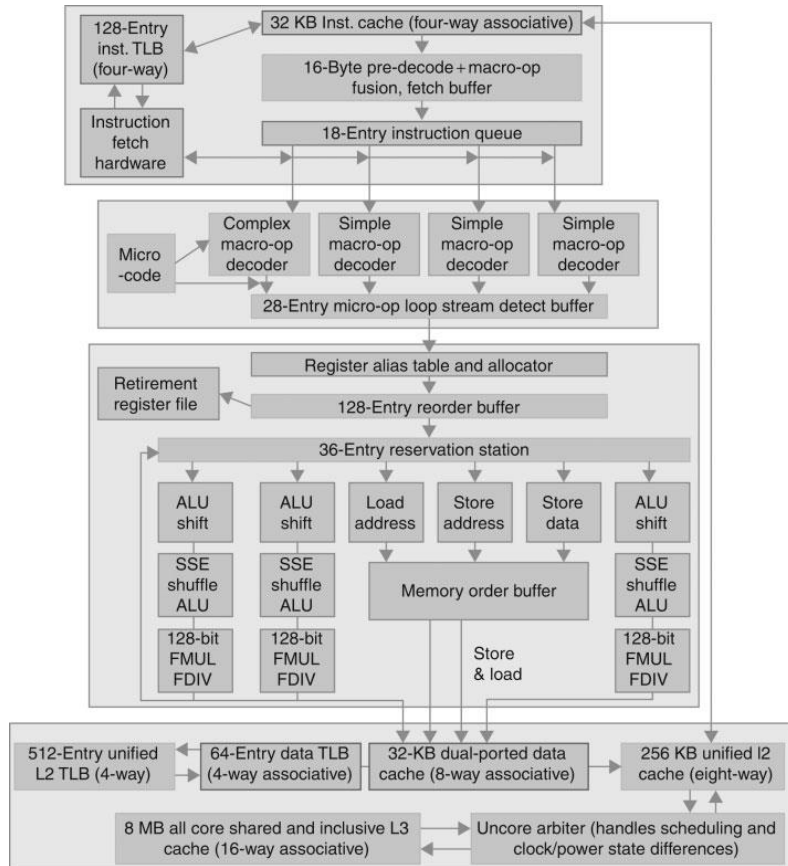 128-Entry
inst. TLB
(four-way)
32 KB Inst. cache (four-way associative)
16-Byte pre-decode+macro-op
fusion, fetch buffer
Instruction
fetch
hardware
18-Entry instruction queue
Micro
-code
Complex
macro-op
decoder
Simple
macro-op
decoder
Simple
macro-op
decoder
Simple
macro-op
decoder
28-Entry micro-op loop stream detect buffer
Register alias table and allocator
Retirement
register file
128-Entry reorder buffer
36-Entry reservation station
ALU
shift
ALU
shift
Load
address
Store
address
Store
data
ALU
shift
SSE
shuffle
ALU
SSE
shuffle
ALU
Memory order buffer
SSE
shuffle
ALU
128-bit
FMUL
FDIV
128-bit
FMUL
FDIV
Store
& load
128-bit
FMUL
FDIV
512-Entry unified
L2 TLB (4-way)
64-Entry data TLB
(4-way associative)
32-KB dual-ported data
cache (8-way associative)
256 KB unified l2
cache (eight-way)
8 MB all core shared and inclusive L3
cache (16-way associative)
Uncore arbiter (handles scheduling and
clock/power state differences)